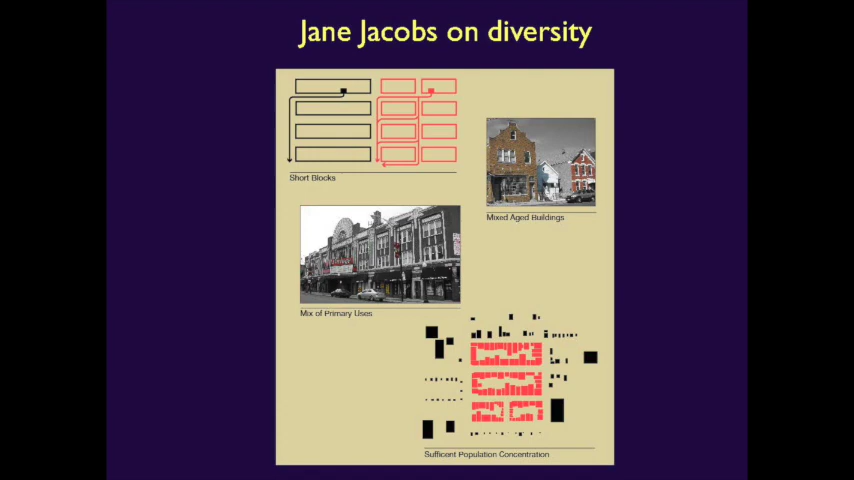 Jane Jacobs on diversity
Short Blocks
Mixed Aged Buildings
Mix of Primary Uses
Sufficent Population Concentration